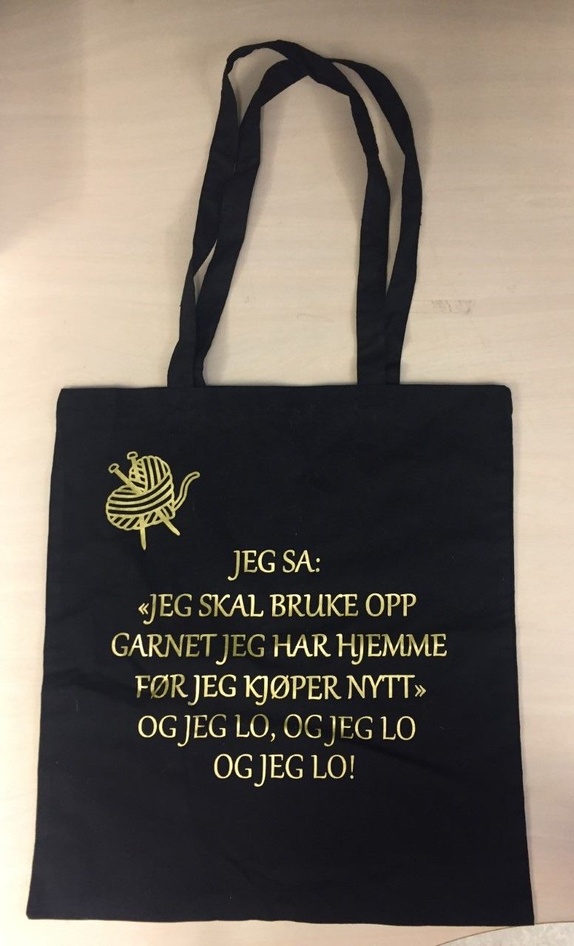 JEG SA:
«JEG SKAL BRUKE OPP
GARNET JEG HAR HJEMME
FØR JEG KJØPER NYTT»
OG JEG LO, OG JEG LO
OG JEG LO!